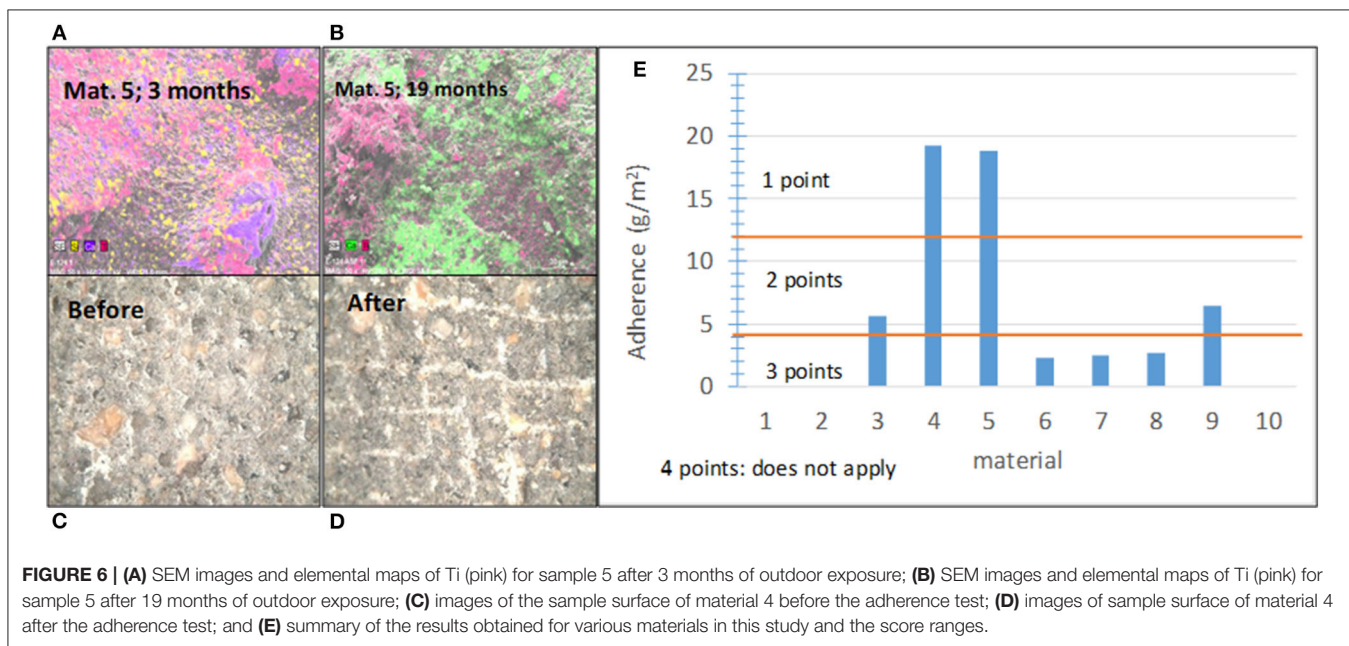 A
B
Mat. 5; 3 months
Mat. 5; 19 months
Before
After
C
D
E
25
20
15
10
5
0
Adherence (g/m²)
1 point
2 points
3 points
1 2 3 4 5 6 7 8 9 10
material
4 points: does not apply
FIGURE 6 | (A) SEM images and elemental maps of Ti (pink) for sample 5 after 3 months of outdoor exposure; (B) SEM images and elemental maps of Ti (pink) for
sample 5 after 19 months of outdoor exposure; (C) images of the sample surface of material 4 before the adherence test; (D) images of sample surface of material 4
after the adherence test; and (E) summary of the results obtained for various materials in this study and the score ranges.